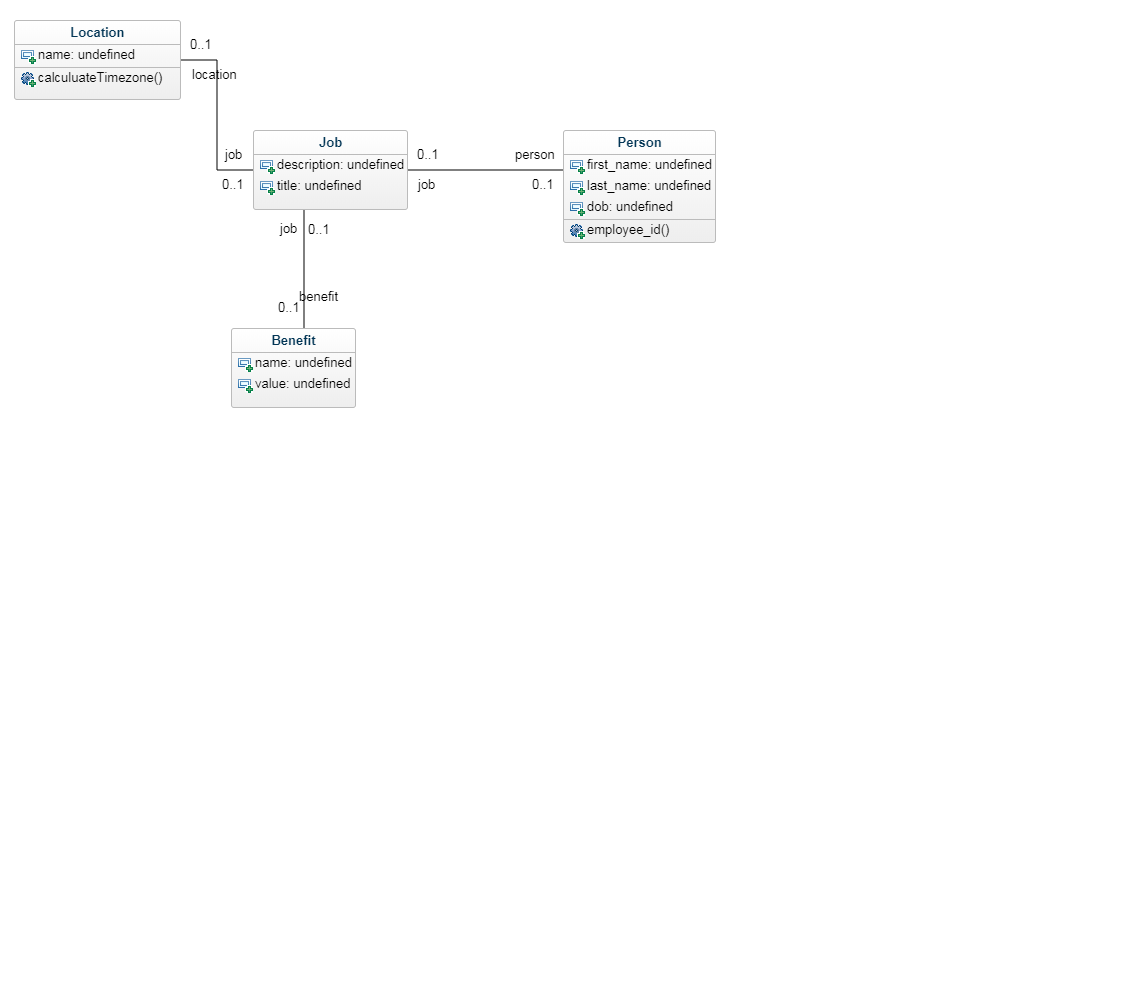 Location
name: undefined
calculuateTimezone()
0..1
location
job
0..1
Job
description: undefined
title: undefined
0..1
job
person
0..1
Person
first_name: undefined
last_name: undefined
dob: undefined
employee_id()
job
0..1
benefit
0..1
Benefit
name: undefined
value: undefined